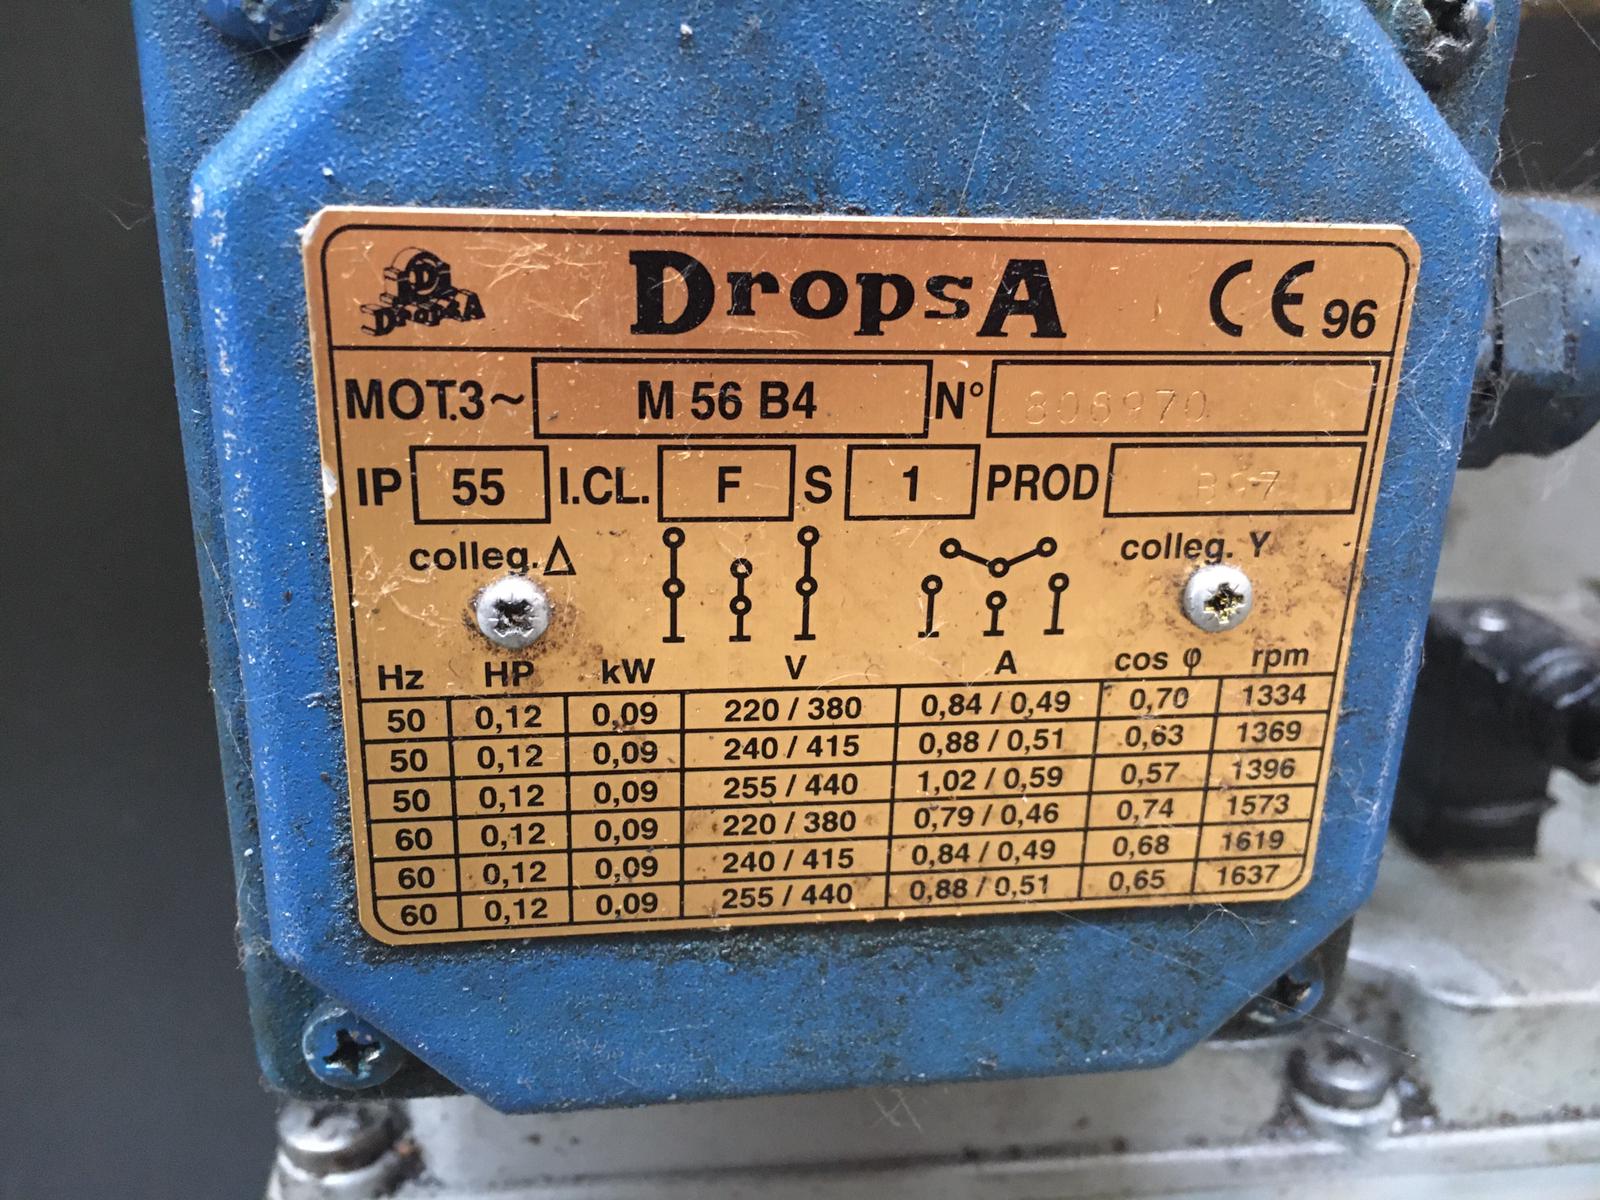 D
DropsA
DropsA
CE 96
MOT.3~ M 56 B4 N° 808970
IP 55 I.CL. F S 1 PROD
colleg. Δ colleg. Y
Hz HP kW V A cos φ rpm
50 0,12 0,09 220 / 380 0,84 / 0,49 0,70 1334
50 0,12 0,09 240 / 415 0,88 / 0,51 0,63 1369
50 0,12 0,09 255 / 440 1,02 / 0,59 0,57 1396
60 0,12 0,09 220 / 380 0,79 / 0,46 0,74 1573
60 0,12 0,09 240 / 415 0,84 / 0,49 0,68 1619
60 0,12 0,09 255 / 440 0,88 / 0,51 0,65 1637